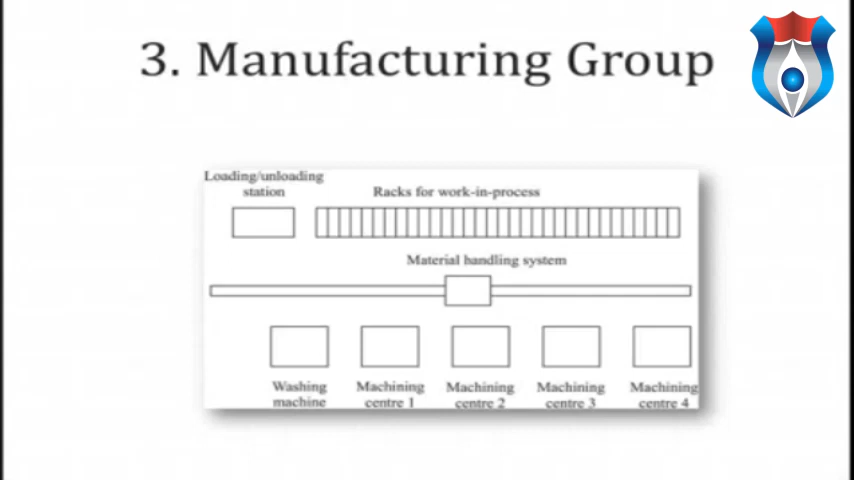 3. Manufacturing Group
Loading/unloading
station
Racks for work-in-process
Material handling system
Washing
machine
Machining
centre 1
Machining
centre 2
Machining
centre 3
Machining
centre 4